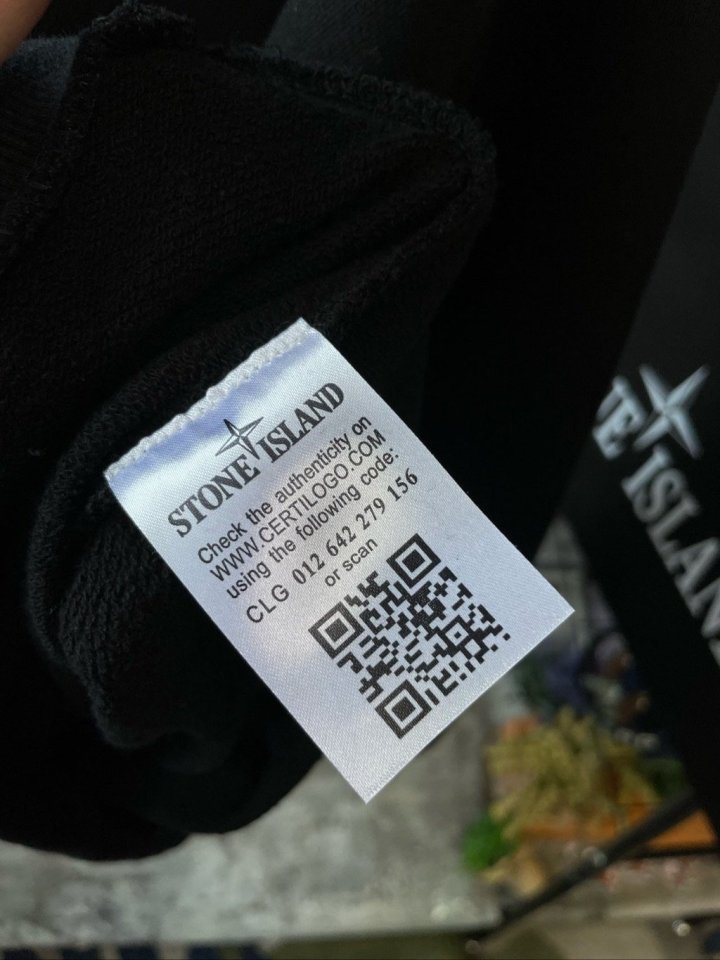 STONE ISLAND
Check the authenticity on
WWW.CERTILOGO.COM
using the following code:
CLG 012 642 279 156
or scan
NE ISLAN